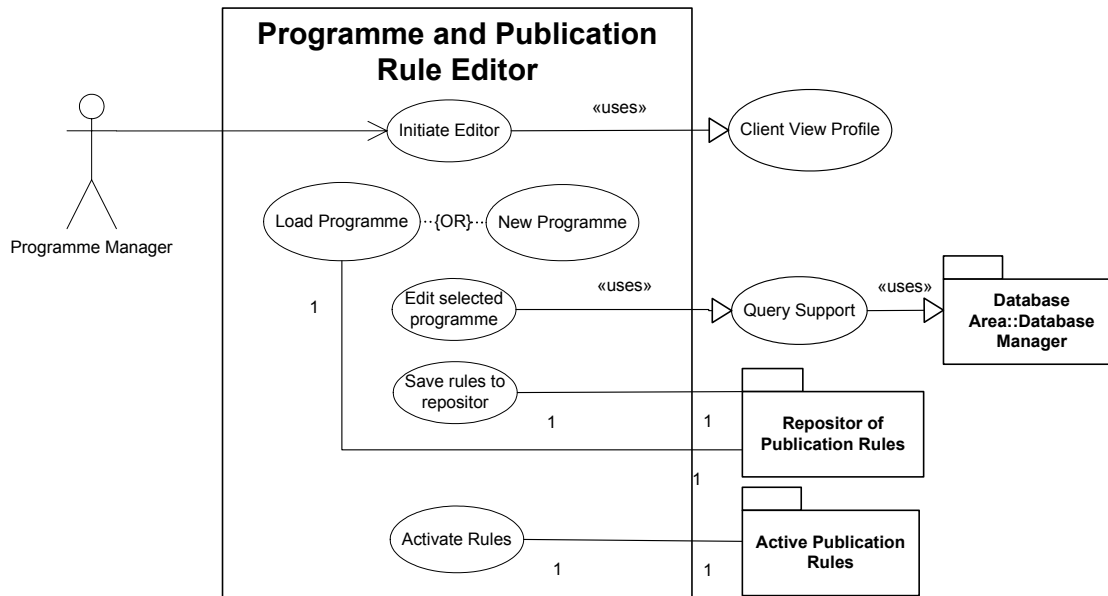 Programme and Publication
Rule Editor
«uses»
Initiate Editor
Client View Profile
Programme Manager
Load Programme
{OR}
New Programme
1
«uses»
«uses»
Edit selected
programme
Query Support
Database
Area::Database
Manager
Save rules to
repositor
1
1
Repositor of
Publication Rules
1
Activate Rules
1
1
Active Publication
Rules